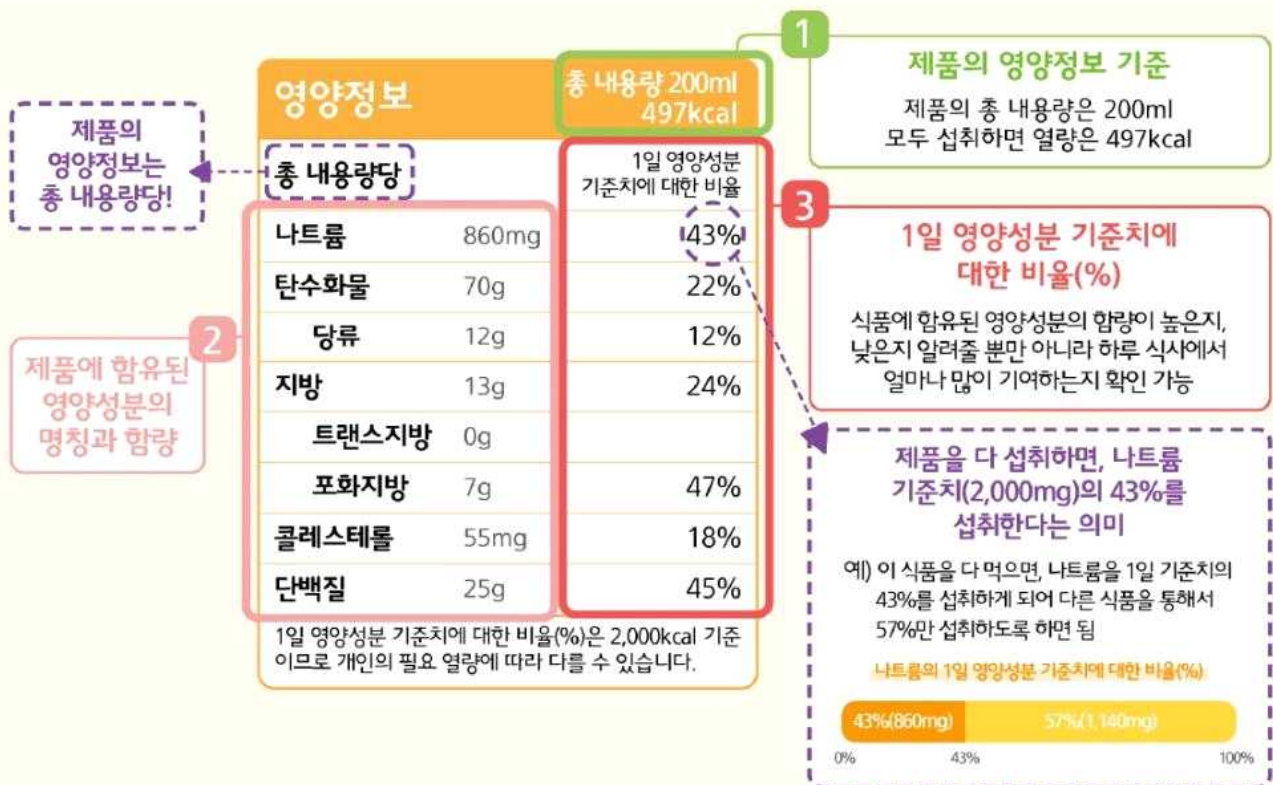 1
제품의 영양정보 기준
제품의 총 내용량은 200ml
모두 섭취하면 열량은 497kcal
영양정보
총 내용량 200ml
497kcal
제품의
영양정보는
총 내용량당!
총 내용량당
1일 영양성분
기준치에 대한 비율
나트륨 860mg 43%
탄수화물 70g 22%
당류 12g 12%
지방 13g 24%
트랜스지방 0g
포화지방 7g 47%
콜레스테롤 55mg 18%
단백질 25g 45%
1일 영양성분 기준치에 대한 비율(%)은 2,000kcal 기준
이므로 개인의 필요 열량에 따라 다를 수 있습니다.
2
제품에 함유된
영양성분의
명칭과 함량
3
1일 영양성분 기준치에
대한 비율(%)
식품에 함유된 영양성분의 함량이 높은지,
낮은지 알려줄 뿐만 아니라 하루 식사에서
얼마나 많이 기여하는지 확인 가능
제품을 다 섭취하면, 나트륨
기준치(2,000mg)의 43%를
섭취한다는 의미
예) 이 식품을 다 먹으면, 나트륨을 1일 기준치의
43%를 섭취하게 되어 다른 식품을 통해서
57%만 섭취하도록 하면 됨
나트륨의 1일 영양성분 기준치에 대한 비율(%)
43%(860mg) 57%(1,140mg)
0% 43% 100%